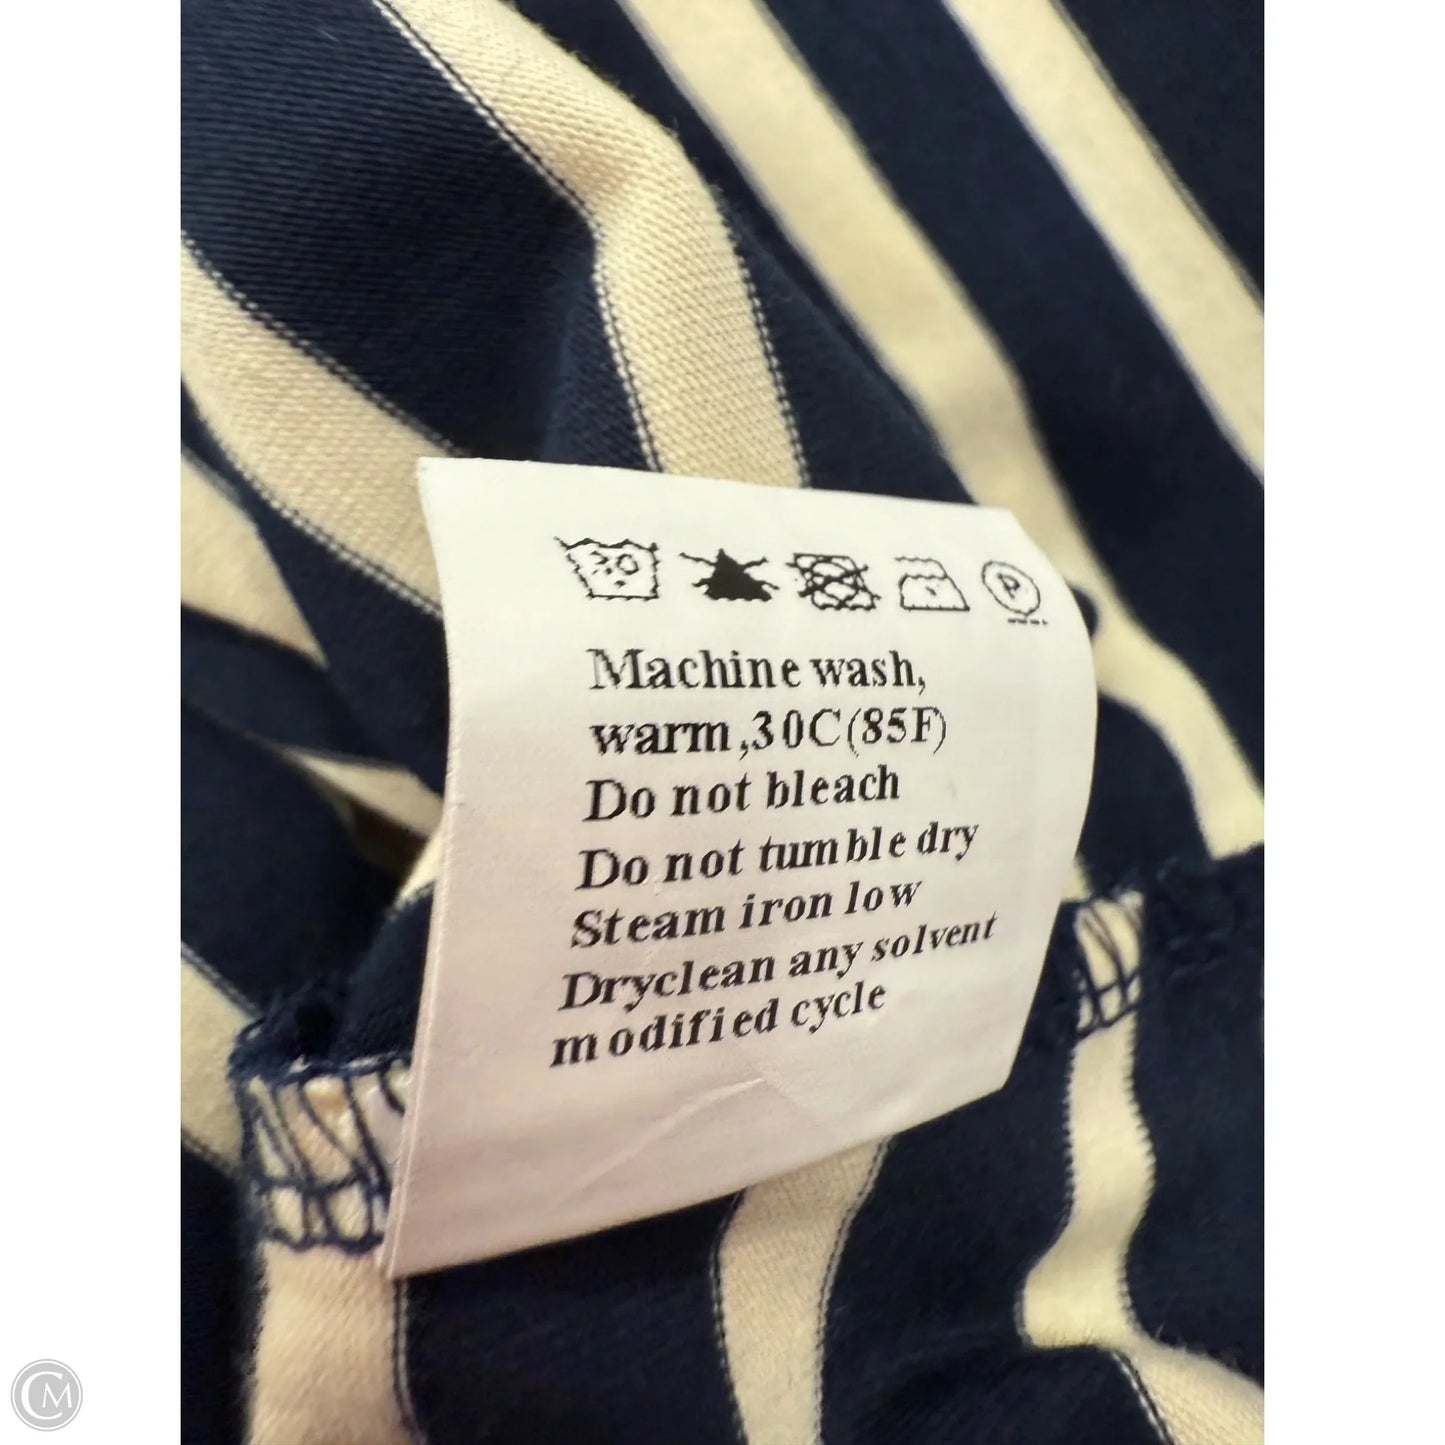 P
Machine wash,
warm,30C(85F)
Do not bleach
Do not tumble dry
Steam iron low
Dryclean any solvent
modified cycle
CM